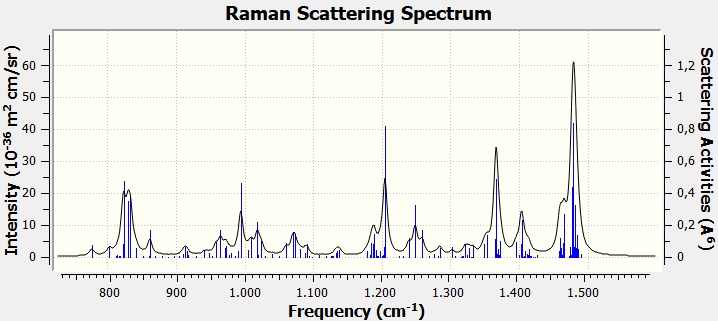 Raman Scattering Spectrum
Intensity (10⁻³⁶ m² cm/sr)
60
50
40
30
20
10
0
1,2
1
0,8
0,6
0,4
0,2
0
Scattering Activities (A⁶)
800 900 1.000 1.100 1.200 1.300 1.400 1.500
Frequency (cm⁻¹)